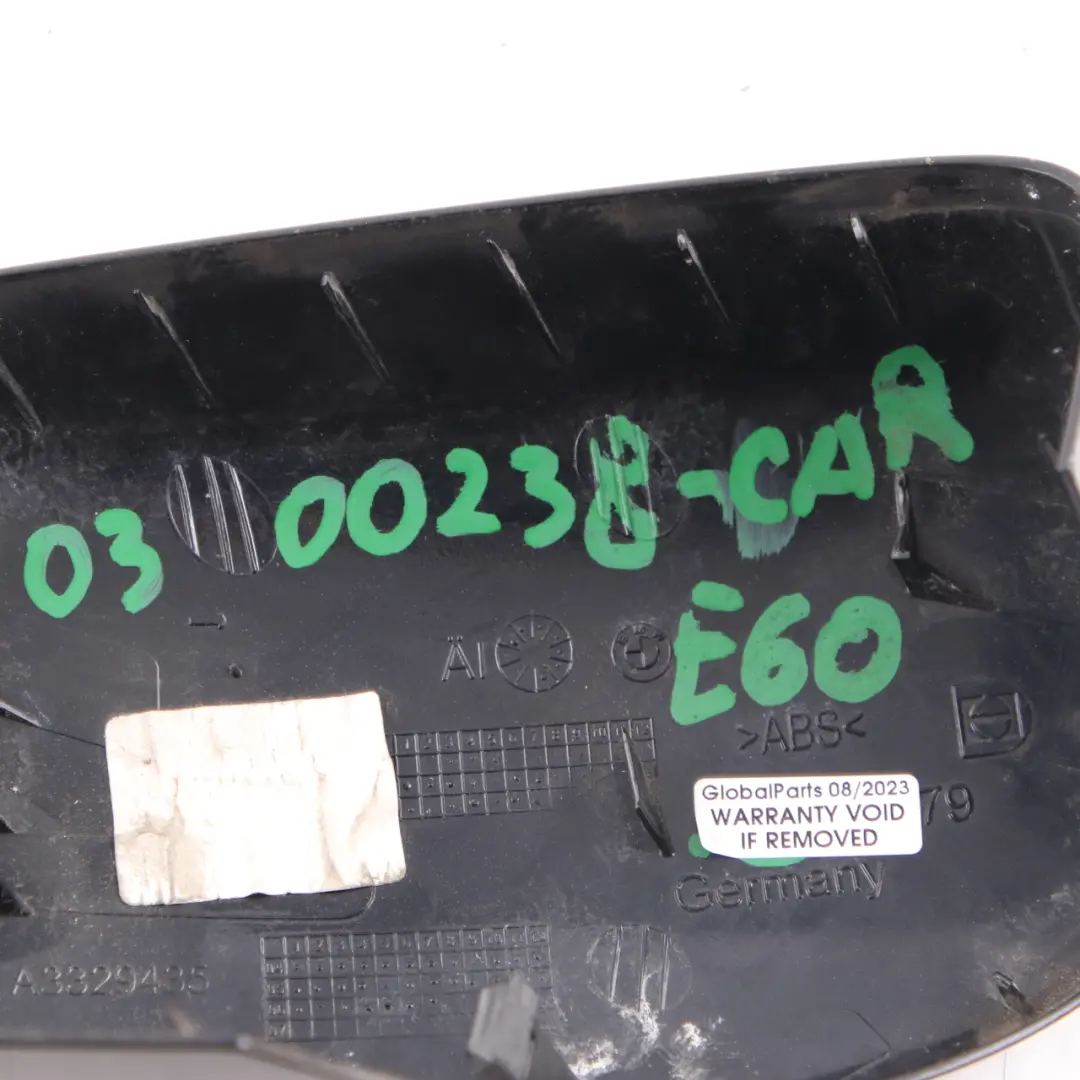 03 00238-CAR
E60
ÄI
>ABS<
GlobalParts 08/2023
WARRANTY VOID
IF REMOVED
79
Germany
A3329435